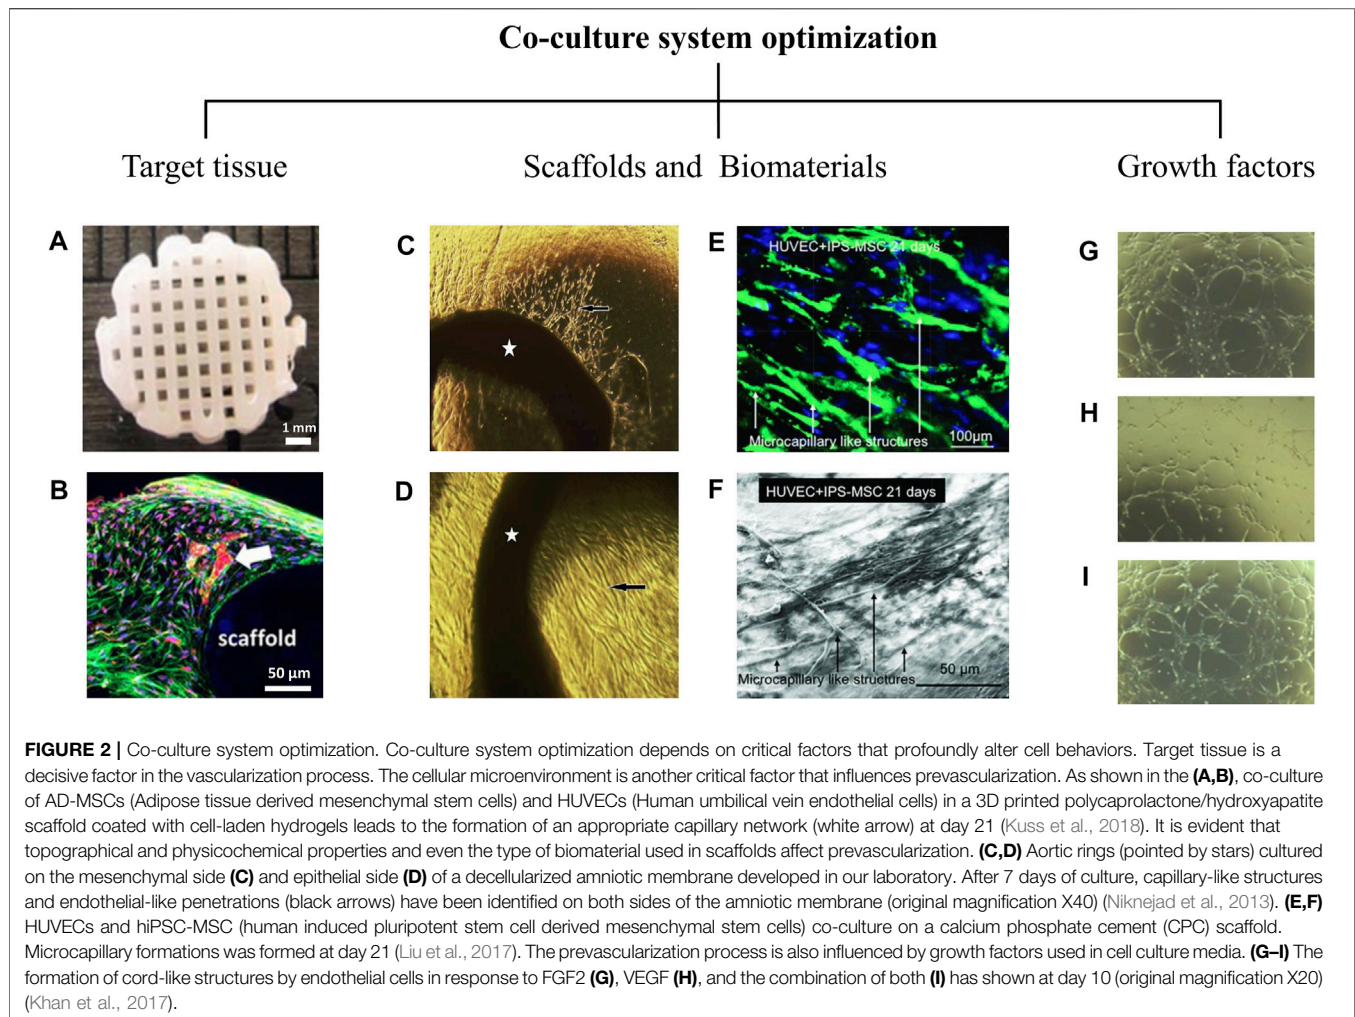 Co-culture system optimization
Target tissue
Scaffolds and Biomaterials
Growth factors
A
1 mm
B
scaffold
50 µm
C
D
E
HUVEC+IPS-MSC 21 days
Microcapillary like structures
100µm
F
HUVEC+IPS-MSC 21 days
Microcapillary like structures
50 µm
G
H
I
FIGURE 2 | Co-culture system optimization. Co-culture system optimization depends on critical factors that profoundly alter cell behaviors. Target tissue is a
decisive factor in the vascularization process. The cellular microenvironment is another critical factor that influences prevascularization. As shown in the (A,B), co-culture
of AD-MSCs (Adipose tissue derived mesenchymal stem cells) and HUVECs (Human umbilical vein endothelial cells) in a 3D printed polycaprolactone/hydroxyapatite
scaffold coated with cell-laden hydrogels leads to the formation of an appropriate capillary network (white arrow) at day 21 (Kuss et al., 2018). It is evident that
topographical and physicochemical properties and even the type of biomaterial used in scaffolds affect prevascularization. (C,D) Aortic rings (pointed by stars) cultured
on the mesenchymal side (C) and epithelial side (D) of a decellularized amniotic membrane developed in our laboratory. After 7 days of culture, capillary-like structures
and endothelial-like penetrations (black arrows) have been identified on both sides of the amniotic membrane (original magnification X40) (Niknejad et al., 2013). (E,F)
HUVECs and hiPSC-MSC (human induced pluripotent stem cell derived mesenchymal stem cells) co-culture on a calcium phosphate cement (CPC) scaffold.
Microcapillary formations was formed at day 21 (Liu et al., 2017). The prevascularization process is also influenced by growth factors used in cell culture media. (G–I) The
formation of cord-like structures by endothelial cells in response to FGF2 (G), VEGF (H), and the combination of both (I) has shown at day 10 (original magnification X20)
(Khan et al., 2017).